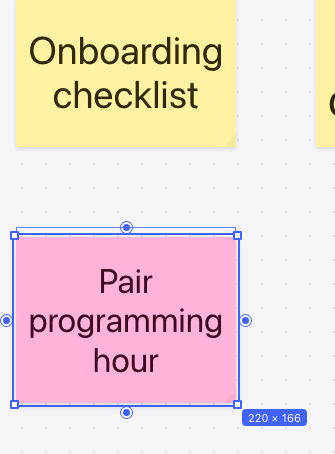 Onboarding
checklist
Pair
programming
hour
220 × 166